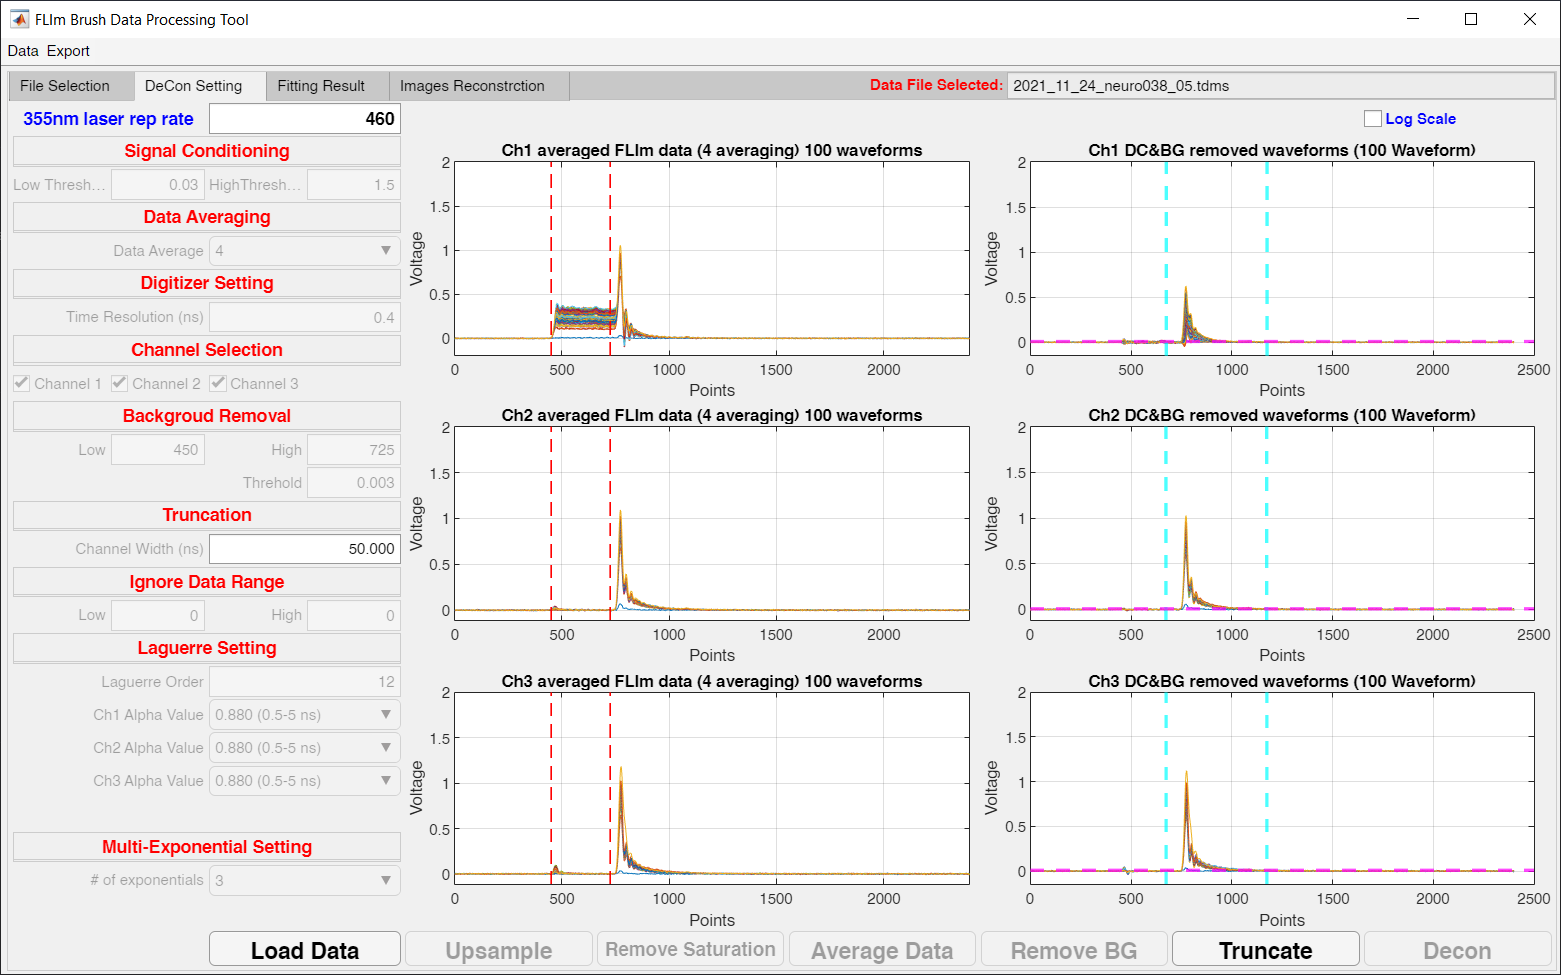 FLIm Brush Data Processing Tool
Data Export
File Selection DeCon Setting Fitting Result Images Reconstrction Data File Selected: 2021_11_24_neuro038_05.tdms
355nm laser rep rate 460
Log Scale
Signal Conditioning
Low Thresh... 0.03 HighThresh... 1.5
Data Averaging
Data Average 4
Digitizer Setting
Time Resolution (ns) 0.4
Channel Selection
Channel 1 Channel 2 Channel 3
Backgroud Removal
Low 450 High 725
Threhold 0.003
Truncation
Channel Width (ns) 50.000
Ignore Data Range
Low 0 High 0
Laguerre Setting
Laguerre Order 12
Ch1 Alpha Value 0.880 (0.5-5 ns)
Ch2 Alpha Value 0.880 (0.5-5 ns)
Ch3 Alpha Value 0.880 (0.5-5 ns)
Multi-Exponential Setting
# of exponentials 3
Ch1 averaged FLIm data (4 averaging) 100 waveforms
Voltage
2
1.5
1
0.5
0
0 500 1000 1500 2000
Points
Ch1 DC&BG removed waveforms (100 Waveform)
Voltage
2
1.5
1
0.5
0
0 500 1000 1500 2000 2500
Points
Ch2 averaged FLIm data (4 averaging) 100 waveforms
Voltage
2
1.5
1
0.5
0
0 500 1000 1500 2000
Points
Ch2 DC&BG removed waveforms (100 Waveform)
Voltage
2
1.5
1
0.5
0
0 500 1000 1500 2000 2500
Points
Ch3 averaged FLIm data (4 averaging) 100 waveforms
Voltage
2
1.5
1
0.5
0
0 500 1000 1500 2000
Points
Ch3 DC&BG removed waveforms (100 Waveform)
Voltage
2
1.5
1
0.5
0
0 500 1000 1500 2000 2500
Points
Load Data Upsample Remove Saturation Average Data Remove BG Truncate Decon